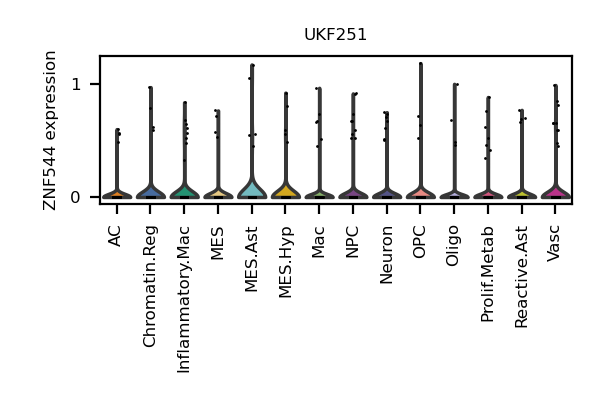 UKF251
ZNF544 expression
1
0
AC
Chromatin.Reg
Inflammatory.Mac
MES
MES.Ast
MES.Hyp
Mac
NPC
Neuron
OPC
Oligo
Prolif.Metab
Reactive.Ast
Vasc